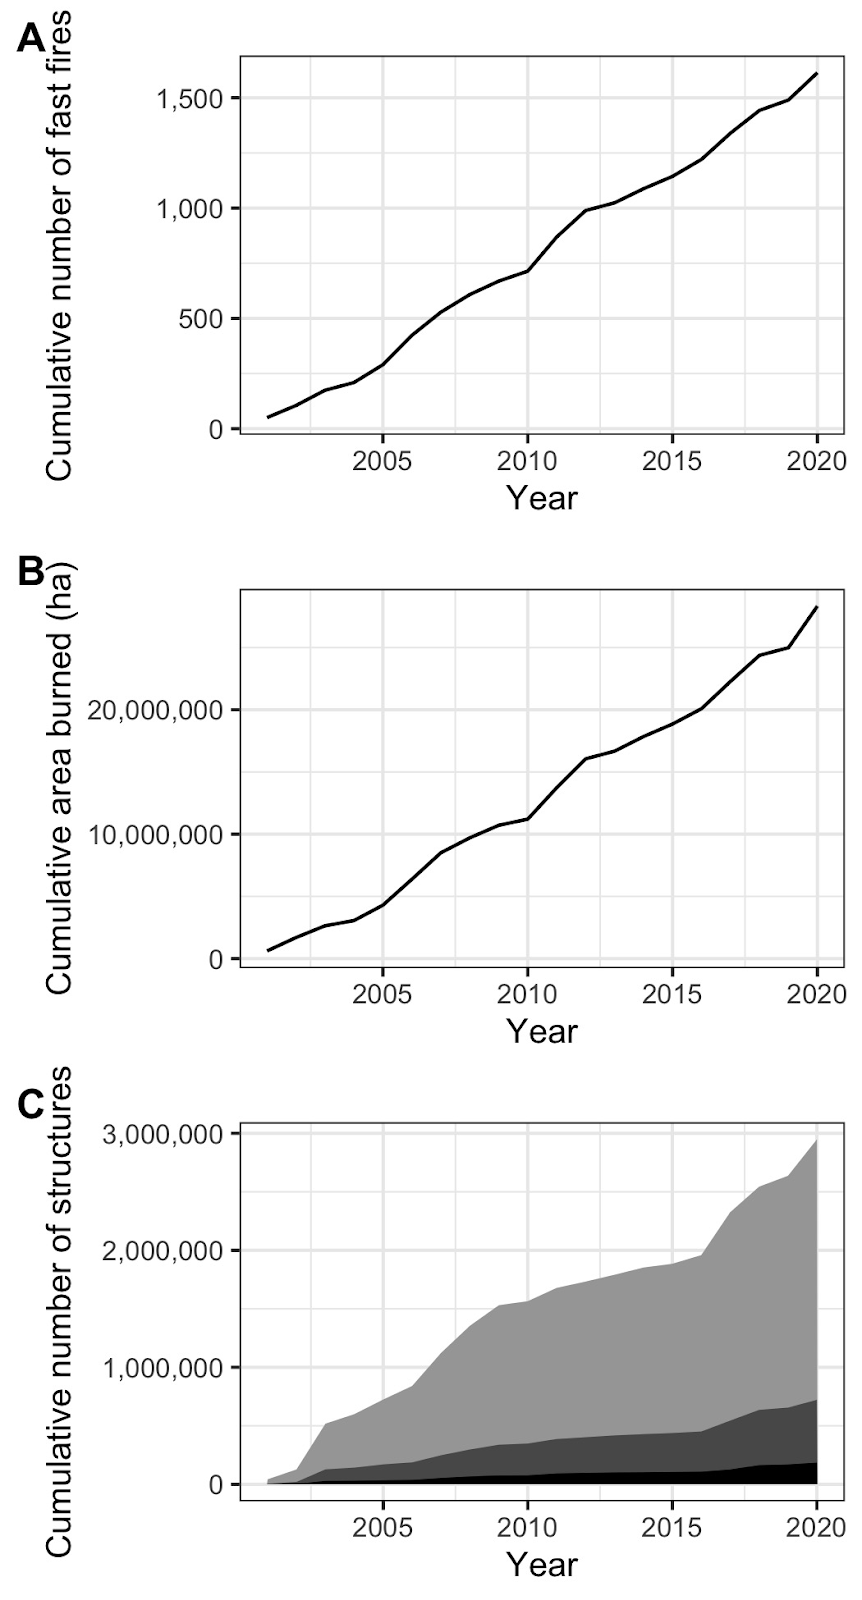 A
Cumulative number of fast fires
1,500
1,000
500
0
2005 2010 2015 2020
Year
B
Cumulative area burned (ha)
20,000,000
10,000,000
0
2005 2010 2015 2020
Year
C
Cumulative number of structures
3,000,000
2,000,000
1,000,000
0
2005 2010 2015 2020
Year